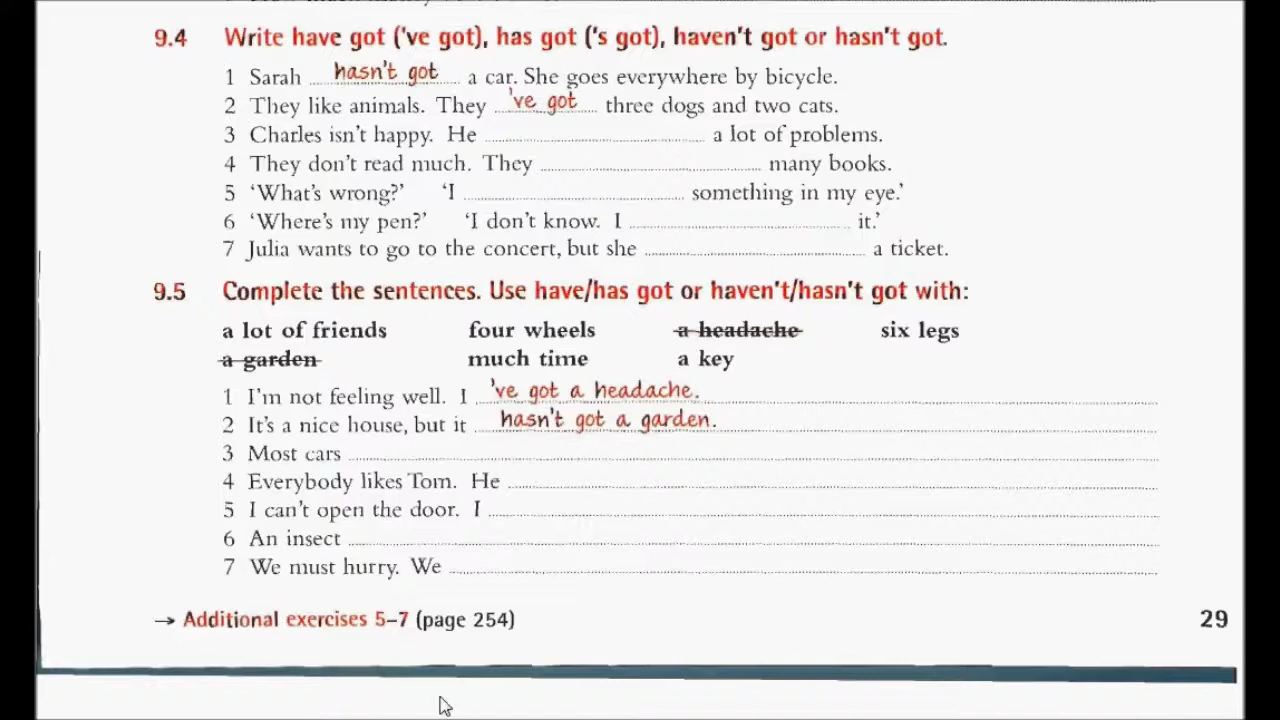 9.4 Write have got ('ve got), has got ('s got), haven't got or hasn't got.
1 Sarah hasn't got a car. She goes everywhere by bicycle.
2 They like animals. They 've got three dogs and two cats.
3 Charles isn't happy. He ........ a lot of problems.
4 They don't read much. They ........ many books.
5 ‘What's wrong?’ ‘I ........ something in my eye.’
6 ‘Where's my pen?’ ‘I don't know. I ........ it.’
7 Julia wants to go to the concert, but she ........ a ticket.
9.5 Complete the sentences. Use have/has got or haven't/hasn't got with:
a lot of friends four wheels a headache six legs
a garden much time a key
1 I'm not feeling well. I 've got a headache.
2 It's a nice house, but it hasn't got a garden.
3 Most cars ........
4 Everybody likes Tom. He ........
5 I can't open the door. I ........
6 An insect ........
7 We must hurry. We ........
→ Additional exercises 5–7 (page 254) 29